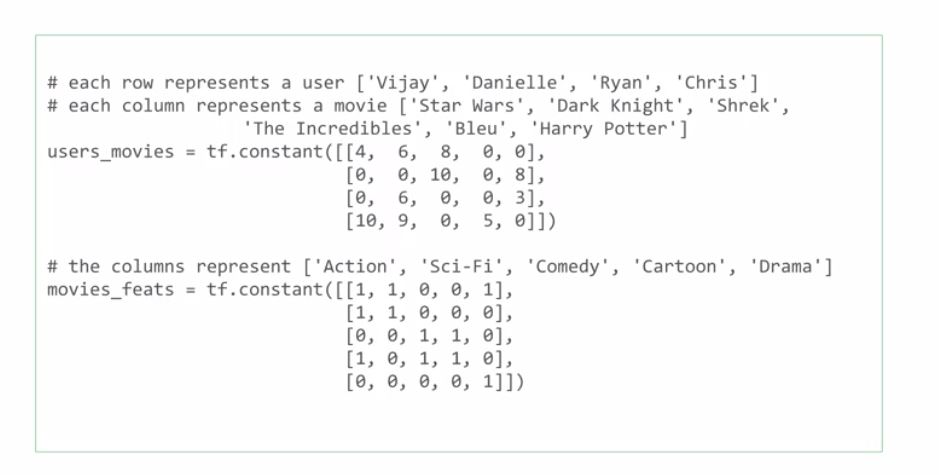 # each row represents a user ['Vijay', 'Danielle', 'Ryan', 'Chris']
# each column represents a movie ['Star Wars', 'Dark Knight', 'Shrek',
'The Incredibles', 'Bleu', 'Harry Potter']
users_movies = tf.constant([[4, 6, 8, 0, 0],
[0, 0, 10, 0, 8],
[0, 6, 0, 0, 3],
[10, 9, 0, 5, 0]])
# the columns represent ['Action', 'Sci-Fi', 'Comedy', 'Cartoon', 'Drama']
movies_feats = tf.constant([[1, 1, 0, 0, 1],
[1, 1, 0, 0, 0],
[0, 0, 1, 1, 0],
[1, 0, 1, 1, 0],
[0, 0, 0, 0, 1]])